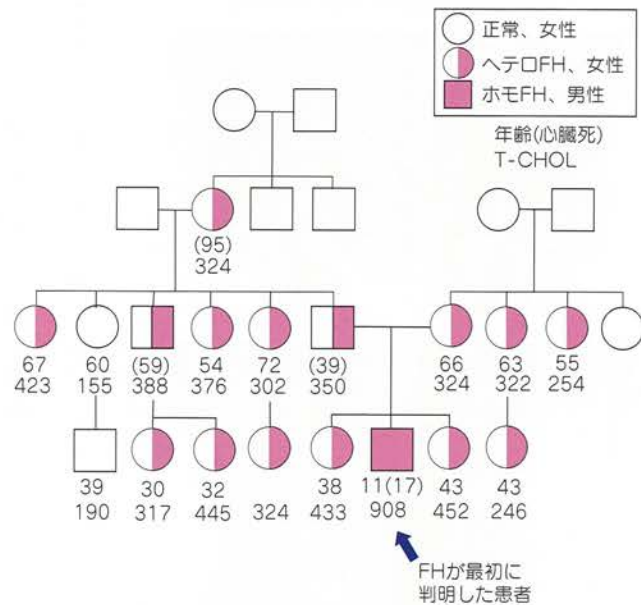 正常、女性
ヘテロFH、女性
ホモFH、男性
年齢(心臓死)
T-CHOL
(95)
324
67 60 (59) 54 72 (39) 66 63 55
423 155 388 376 302 350 324 322 254
39 30 32 38 11(17) 43 43
190 317 445 324 433 908 452 246
FHが最初に
判明した患者